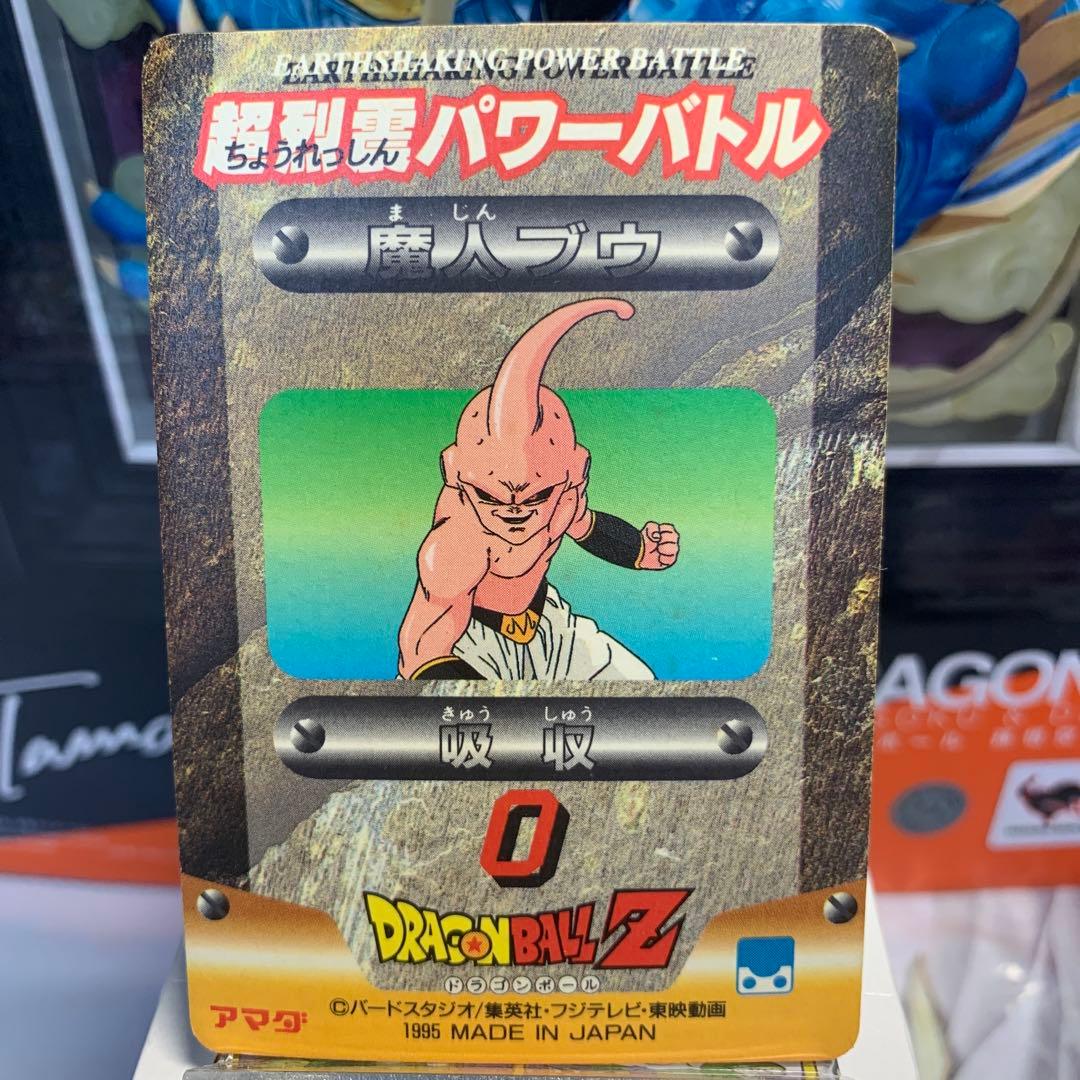 EARTHSHAKING POWER BATTLE
超烈震パワーバトル
ちょうれっしん
ま じん
魔人ブウ
きゅう しゅう
吸 収
0
DRAGONBALL Z
ドラゴンボール
アマダ
©バードスタジオ/集英社・フジテレビ・東映動画
1995 MADE IN JAPAN
Tama
AGON